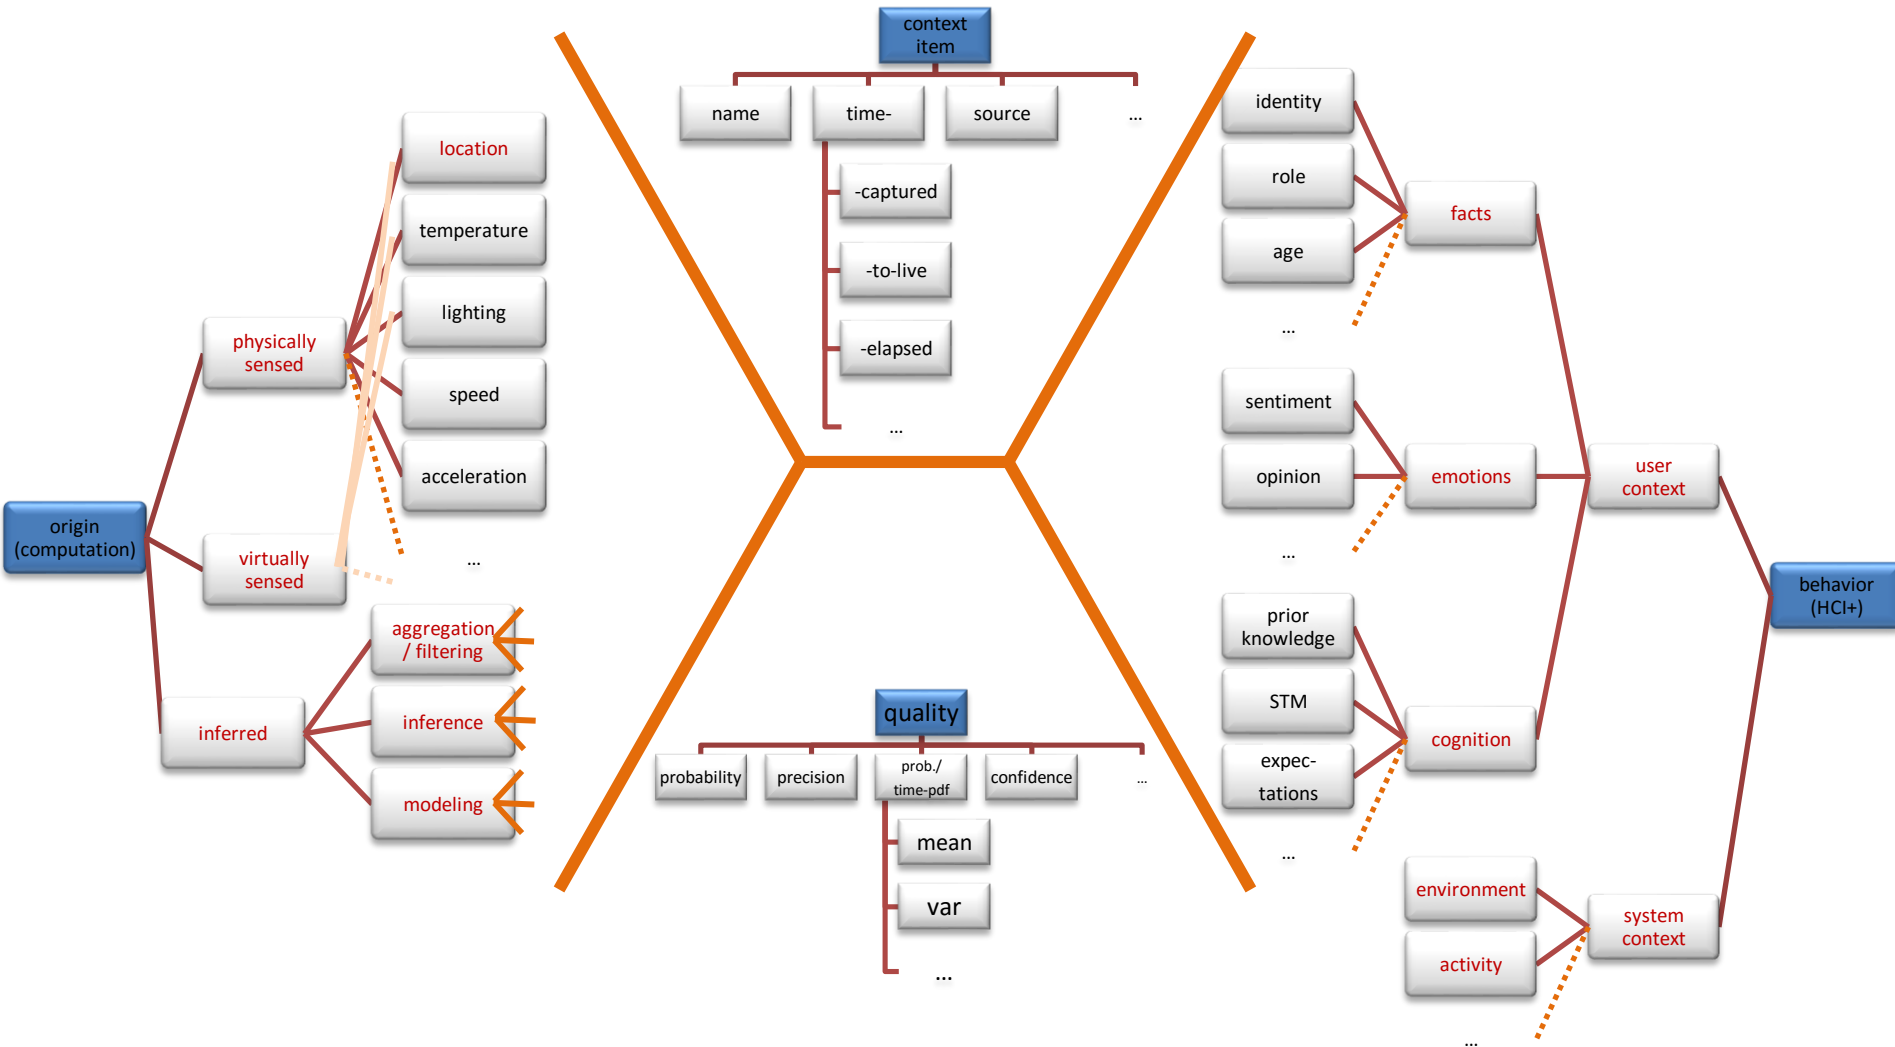 context
item
name
time-
source
...
-captured
-to-live
-elapsed
...
location
temperature
lighting
speed
acceleration
...
physically
sensed
origin
(computation)
virtually
sensed
aggregation
/ filtering
inference
inferred
modeling
quality
probability
precision
prob./
time-pdf
confidence
...
mean
var
...
identity
role
age
...
facts
sentiment
opinion
...
emotions
user
context
prior
knowledge
STM
expec-
tations
...
cognition
behavior
(HCI+)
environment
activity
...
system
context